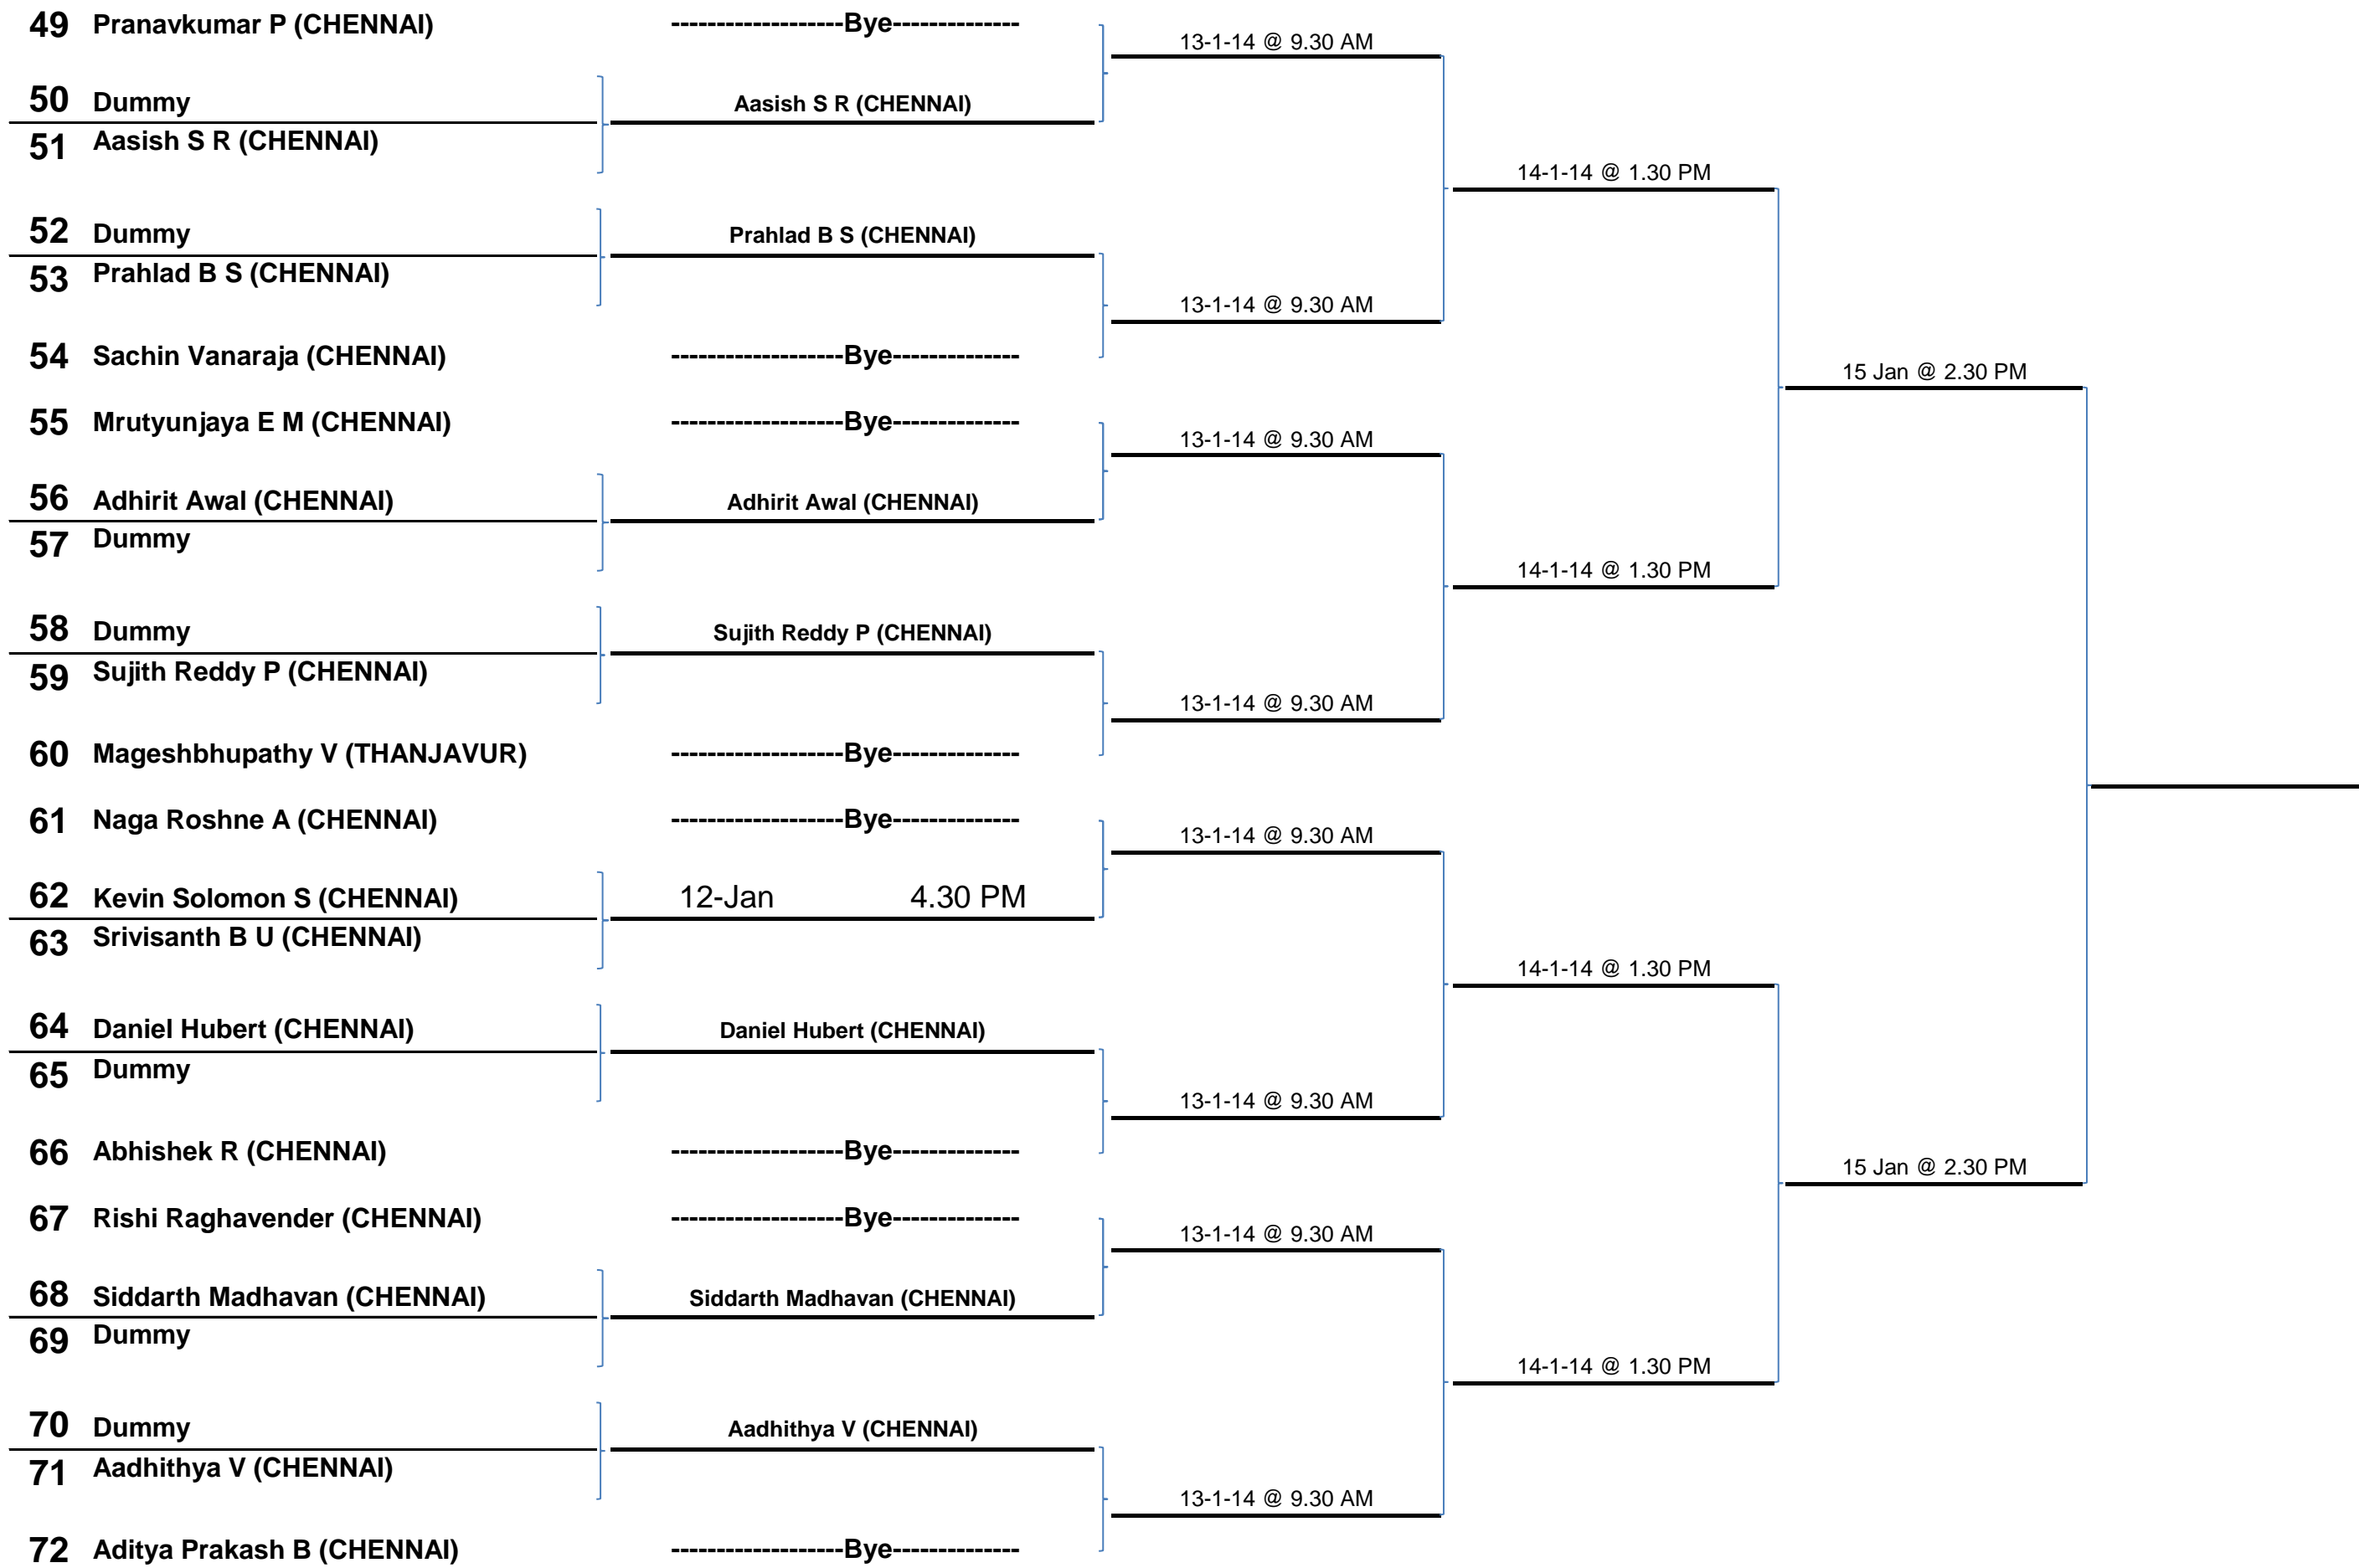 49 Pranavkumar P (CHENNAI) -------------------Bye--------------
13-1-14 @ 9.30 AM
50 Dummy Aasish S R (CHENNAI)
51 Aasish S R (CHENNAI)
14-1-14 @ 1.30 PM
52 Dummy Prahlad B S (CHENNAI)
53 Prahlad B S (CHENNAI)
13-1-14 @ 9.30 AM
54 Sachin Vanaraja (CHENNAI) -------------------Bye--------------
15 Jan @ 2.30 PM
55 Mrutyunjaya E M (CHENNAI) -------------------Bye--------------
13-1-14 @ 9.30 AM
56 Adhirit Awal (CHENNAI) Adhirit Awal (CHENNAI)
57 Dummy
14-1-14 @ 1.30 PM
58 Dummy Sujith Reddy P (CHENNAI)
59 Sujith Reddy P (CHENNAI)
13-1-14 @ 9.30 AM
60 Mageshbhupathy V (THANJAVUR) -------------------Bye--------------
61 Naga Roshne A (CHENNAI) -------------------Bye--------------
13-1-14 @ 9.30 AM
62 Kevin Solomon S (CHENNAI) 12-Jan 4.30 PM
63 Srivisanth B U (CHENNAI)
14-1-14 @ 1.30 PM
64 Daniel Hubert (CHENNAI) Daniel Hubert (CHENNAI)
65 Dummy
13-1-14 @ 9.30 AM
66 Abhishek R (CHENNAI) -------------------Bye--------------
15 Jan @ 2.30 PM
67 Rishi Raghavender (CHENNAI) -------------------Bye--------------
13-1-14 @ 9.30 AM
68 Siddarth Madhavan (CHENNAI) Siddarth Madhavan (CHENNAI)
69 Dummy
14-1-14 @ 1.30 PM
70 Dummy Aadhithya V (CHENNAI)
71 Aadhithya V (CHENNAI)
13-1-14 @ 9.30 AM
72 Aditya Prakash B (CHENNAI) -------------------Bye--------------